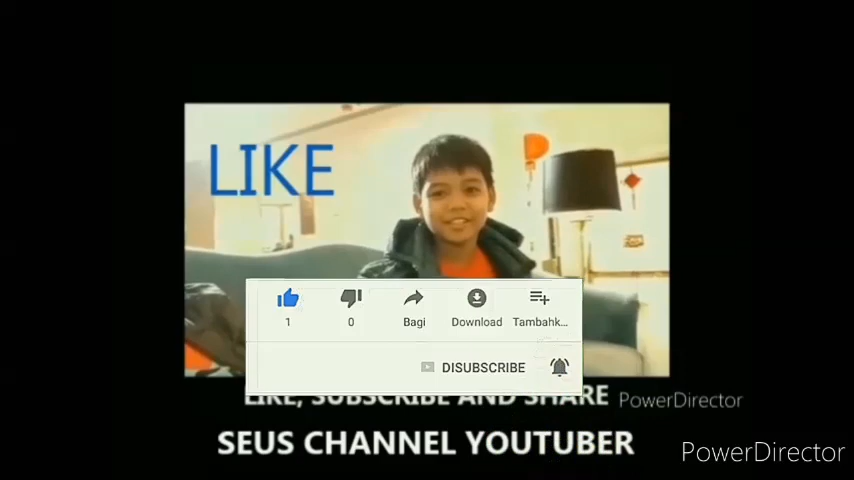 LIKE
1
0
Bagi
Download
Tambahk...
DISUBSCRIBE
LIKE, SUBSCRIBE AND SHARE
PowerDirector
SEUS CHANNEL YOUTUBER
PowerDirector